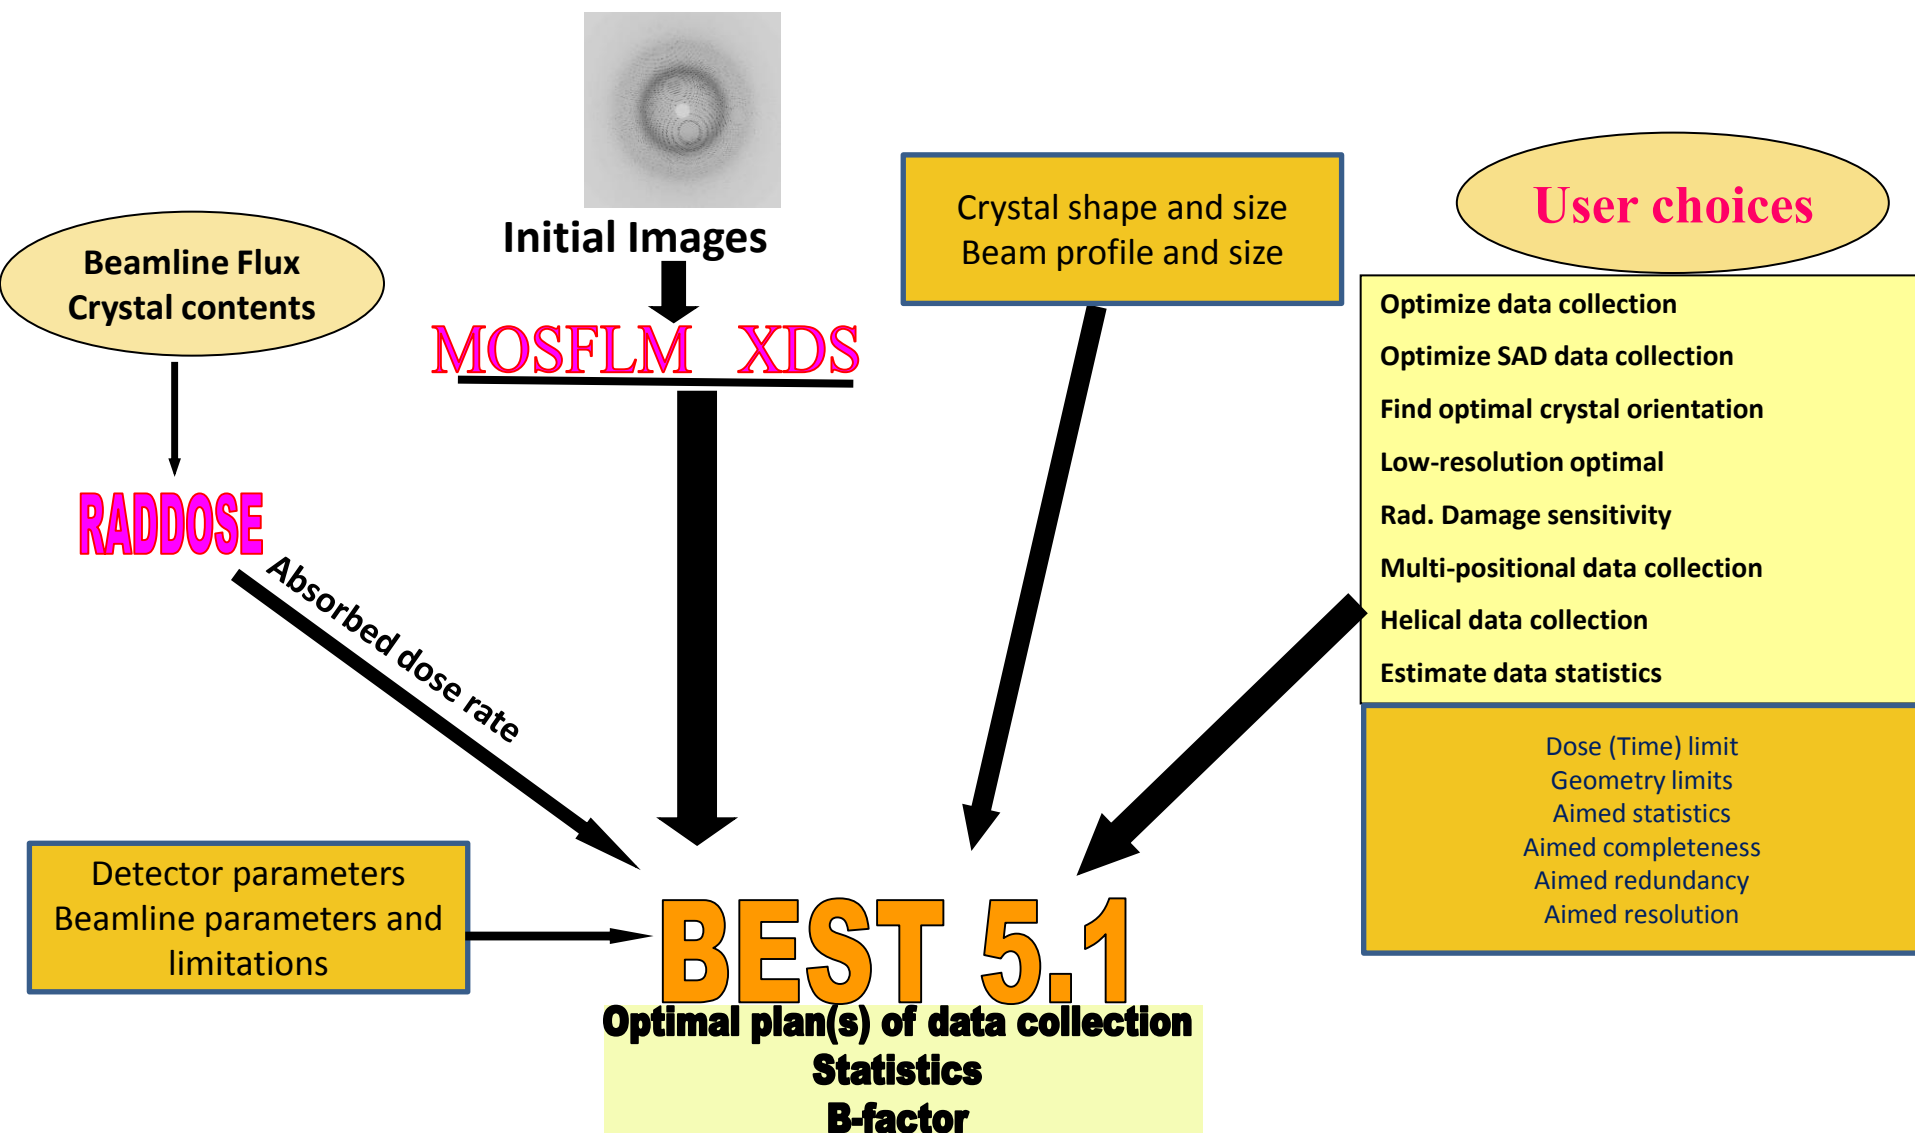 Initial Images
MOSFLM XDS
Beamline Flux
Crystal contents
RADDOSE
Absorbed dose rate
Crystal shape and size
Beam profile and size
User choices
Optimize data collection
Optimize SAD data collection
Find optimal crystal orientation
Low-resolution optimal
Rad. Damage sensitivity
Multi-positional data collection
Helical data collection
Estimate data statistics
Dose (Time) limit
Geometry limits
Aimed statistics
Aimed completeness
Aimed redundancy
Aimed resolution
Detector parameters
Beamline parameters and
limitations
BEST 5.1
Optimal plan(s) of data collection
Statistics
B-factor